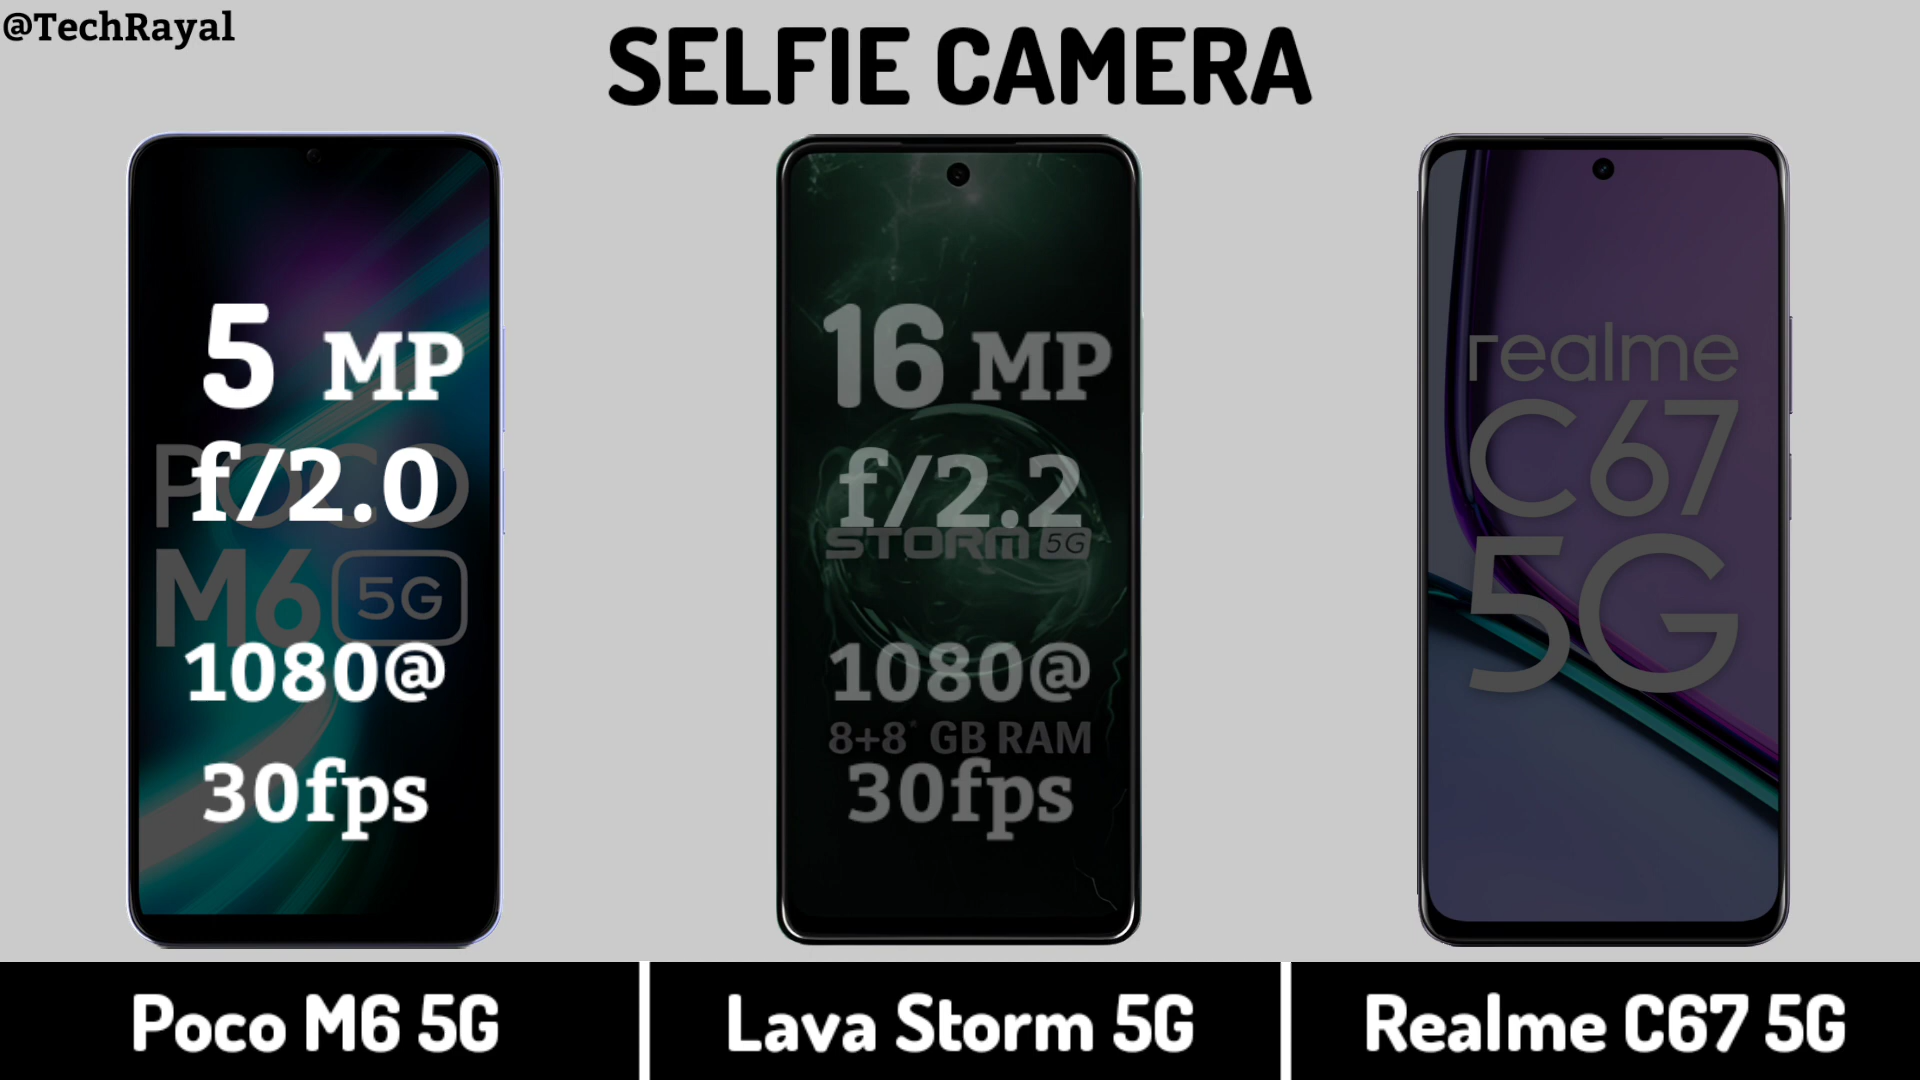 @TechRayal
SELFIE CAMERA
5 MP
f/2.0
POCO
M6 5G
1080@
30fps
16 MP
f/2.2
STORM 5G
1080@
8+8* GB RAM
30fps
realme
C67
5G
Poco M6 5G
Lava Storm 5G
Realme C67 5G